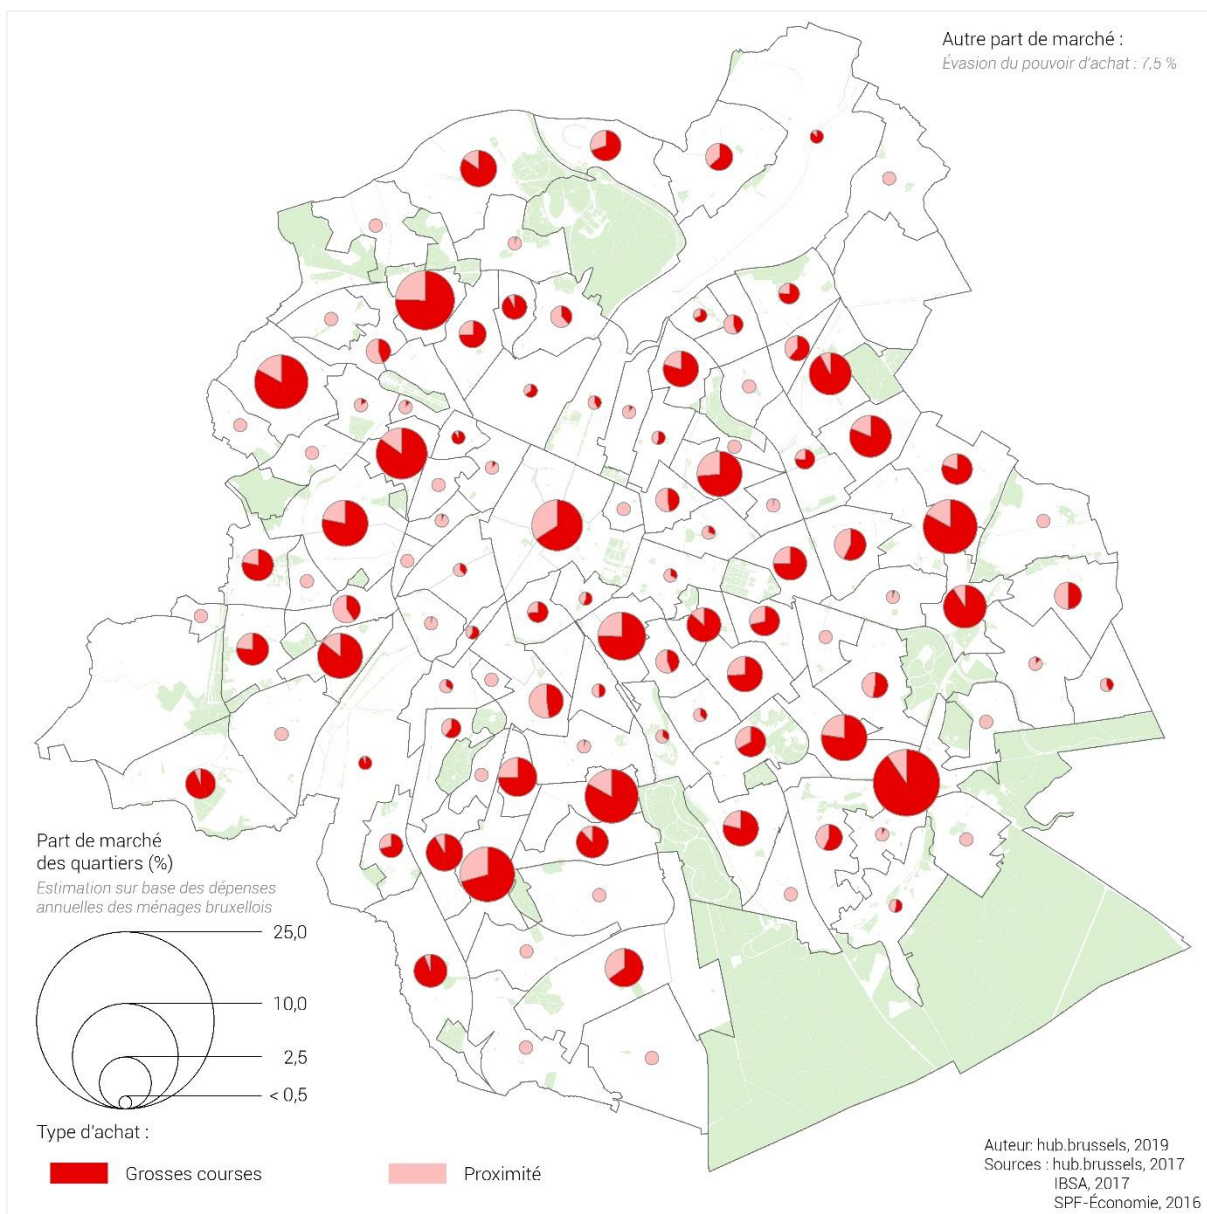 Autre part de marché :
Évasion du pouvoir d'achat : 7,5 %
Part de marché
des quartiers (%)
Estimation sur base des dépenses
annuelles des ménages bruxellois
25,0
10,0
2,5
< 0,5
Type d'achat :
Grosses courses
Proximité
Auteur: hub.brussels, 2019
Sources : hub.brussels, 2017
IBSA, 2017
SPF-Économie, 2016